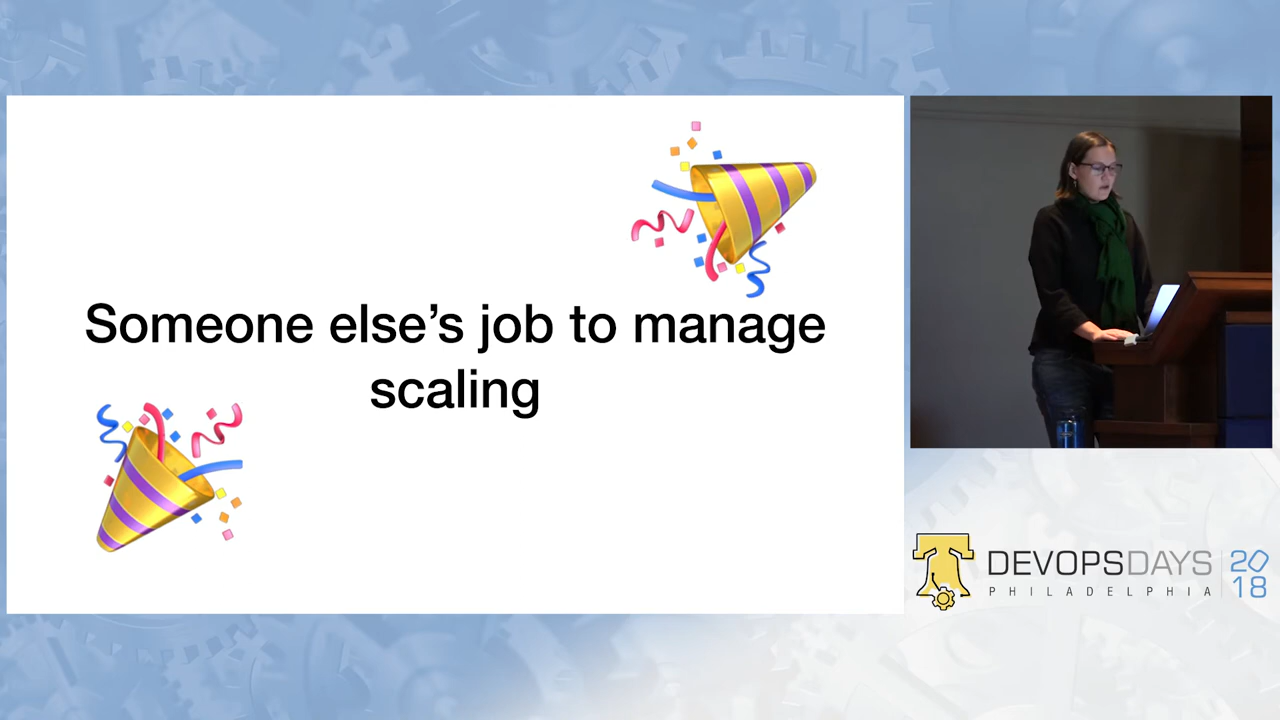 Someone else’s job to manage
scaling
DEVOPSDAYS
PHILADELPHIA
20
18